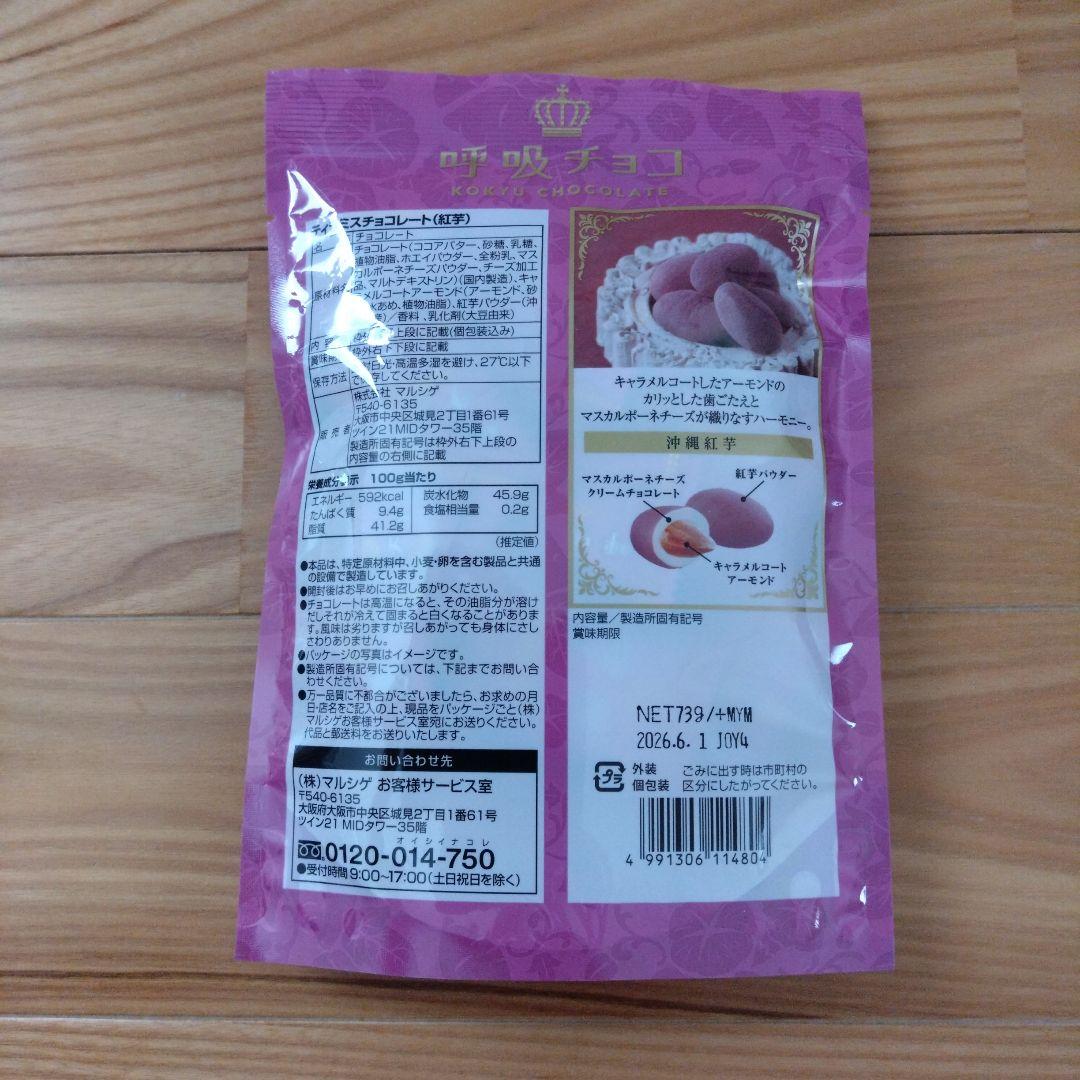 呼吸チョコ
KOKYU CHOCOLATE
ミスチョコレート(紅芋)
名 チョコレート
チョコレート(ココアバター、砂糖、乳糖、
植物油脂、ホエイパウダー、全粉乳、マス
カルポーネチーズパウダー、チーズ加工
原材料名 品、マルトデキストリン)(国内製造)、キャ
メルコートアーモンド(アーモンド、砂
水あめ、植物油脂)、紅芋パウダー(沖
／香料、乳化剤(大豆由来)
内容 上段に記載(個包装込み)
賞味期 枠外右下下段に記載
保存方法 日光・高温多湿を避け、27℃以下
で保存してください。
株式会社 マルシゲ
〒540-6135
大阪市中央区城見2丁目1番61号
販売者 ツイン21MIDタワー35階
製造所固有記号は枠外右下上段の
内容量の右側に記載
栄養成分表示 100g当たり
エネルギー 592kcal 炭水化物 45.9g
たんぱく質 9.4g 食塩相当量 0.2g
脂質 41.2g
(推定値)
●本品は、特定原材料中、小麦・卵を含む製品と共通
の設備で製造しています。
●開封後はお早めにお召しあがりください。
●チョコレートは高温になると、その油脂分が溶け
だしそれが冷えて固まると白くなることがありま
す。風味は劣りますが召しあがっても身体にさし
さわりありません。
●パッケージの写真はイメージです。
●製造所固有記号については、下記までお問い合
わせください。
●万一品質に不都合がございましたら、お求めの月
日・店名をご記入の上、現品をパッケージごと(株)
マルシゲお客様サービス室宛にお送りください。
代品と郵送料をお送りいたします。
お問い合わせ先
(株)マルシゲ お客様サービス室
〒540-6135
大阪府大阪市中央区城見2丁目1番61号
ツイン21 MIDタワー35階
オイシイナコレ
0120-014-750
●受付時間 9:00〜17:00(土日祝日を除く)
キャラメルコートしたアーモンドの
カリッとした歯ごたえと
マスカルポーネチーズが織りなすハーモニー。
沖縄紅芋
マスカルポーネチーズ
クリームチョコレート
紅芋パウダー
キャラメルコート
アーモンド
内容量／製造所固有記号
賞味期限
NET739/+MYM
2026.6. 1 JOY4
プラ
外装 ごみに出す時は市町村の
個包装 区分にしたがってください。
4 991306 114804